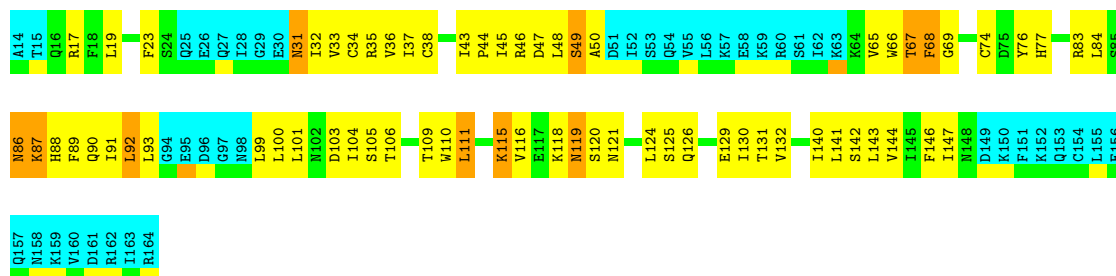 A14 T15 Q16 R17 F18 L19 F23 S24 Q25 E26 Q27 I28 G29 E30 N31 I32 V33 C34 R35 V36 I37 C38 I43 P44 I45 R46 D47 L48 S49 A50 D51 I52 S53 Q54 V55 L56 K57 E58 K59 R60 S61 I62 K63 K64 V65 W66 T67 F68 G69 C74 D75 Y76 H77 R83 L84 S85
N86 K87 H88 F89 Q90 I91 L92 L93 G94 E95 D96 G97 N98 L99 L100 L101 N102 D103 I104 S105 T106 T109 W110 L111 K115 V116 E117 K118 N119 S120 N121 L124 S125 Q126 E129 I130 T131 V132 I140 L141 S142 L143 V144 I145 F146 I147 N148 D149 K150 F151 K152 Q153 C154 L155 E156
Q157 N158 K159 V160 D161 R162 I163 R164